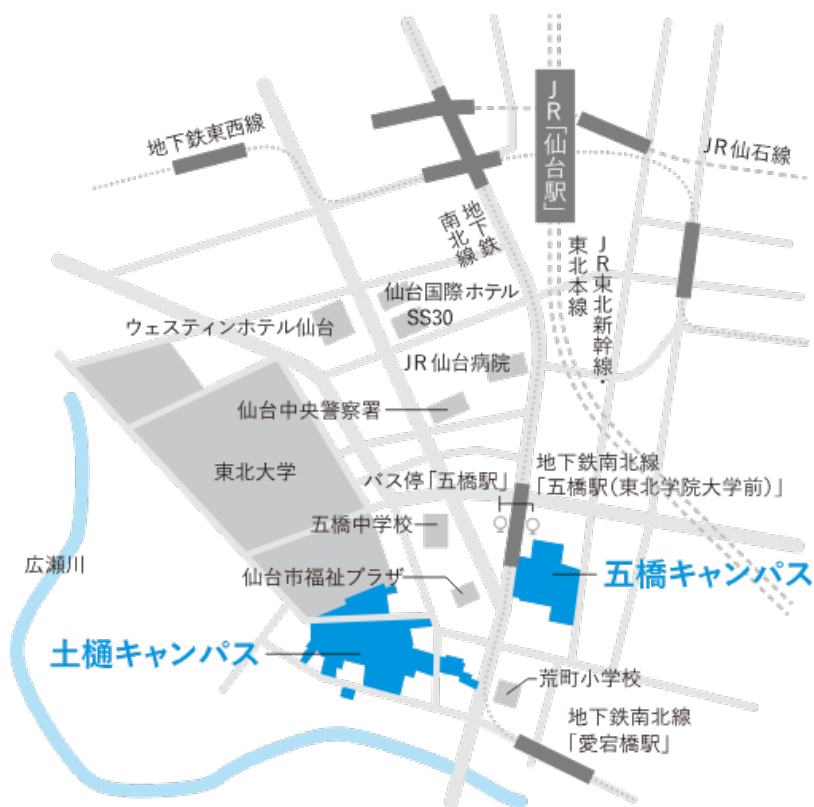 JR「仙台駅」
地下鉄東西線
JR仙石線
地下鉄
南北線
JR東北新幹線・
東北本線
仙台国際ホテル
SS30
ウェスティンホテル仙台
JR仙台病院
仙台中央警察署
東北大学
地下鉄南北線
「五橋駅(東北学院大学前)」
バス停「五橋駅」
五橋中学校
広瀬川
仙台市福祉プラザ
五橋キャンパス
土樋キャンパス
荒町小学校
地下鉄南北線
「愛宕橋駅」